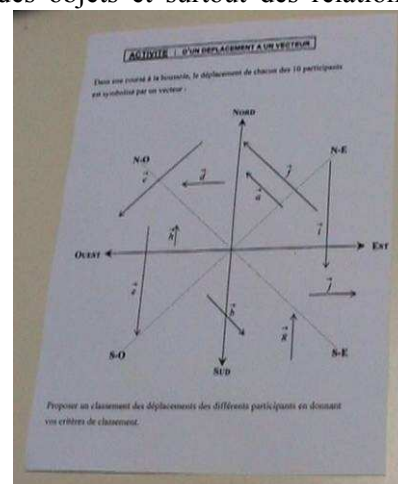 des objets et surtout des relation
ACTIVITÉ : D'UN DEPLACEMENT A UN VECTEUR
Dans une course à la boussole, le déplacement de chacun des 10 participants
est symbolisé par un vecteur :
NORD
N-O
N-E
OUEST
EST
S-O
S-E
SUD
Proposer un classement des déplacements des différents participants en donnant
vos critères de classement.